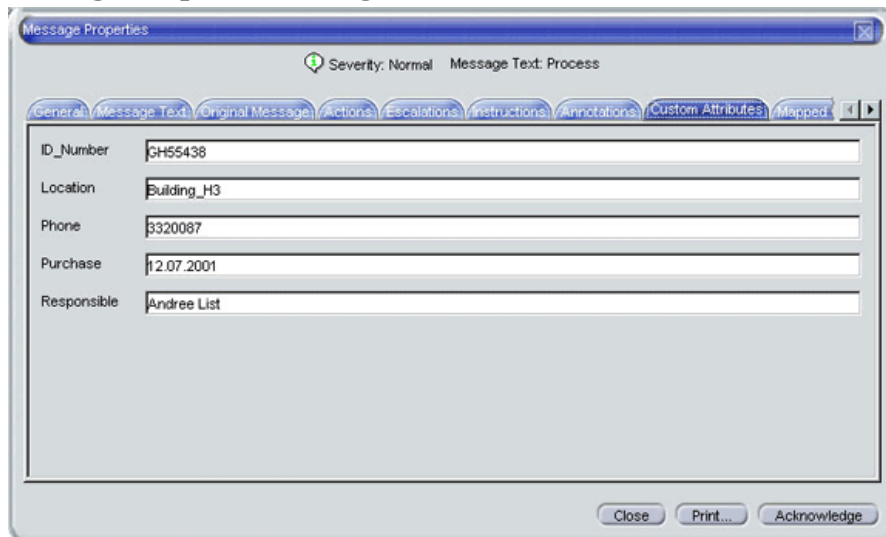 Message Properties
Severity: Normal Message Text: Process
General Message Text Original Message Actions Escalations Instructions Annotations Custom Attributes Mapped
ID_Number GH55438
Location Building_H3
Phone 3320087
Purchase 12.07.2001
Responsible Andree List
Close Print... Acknowledge